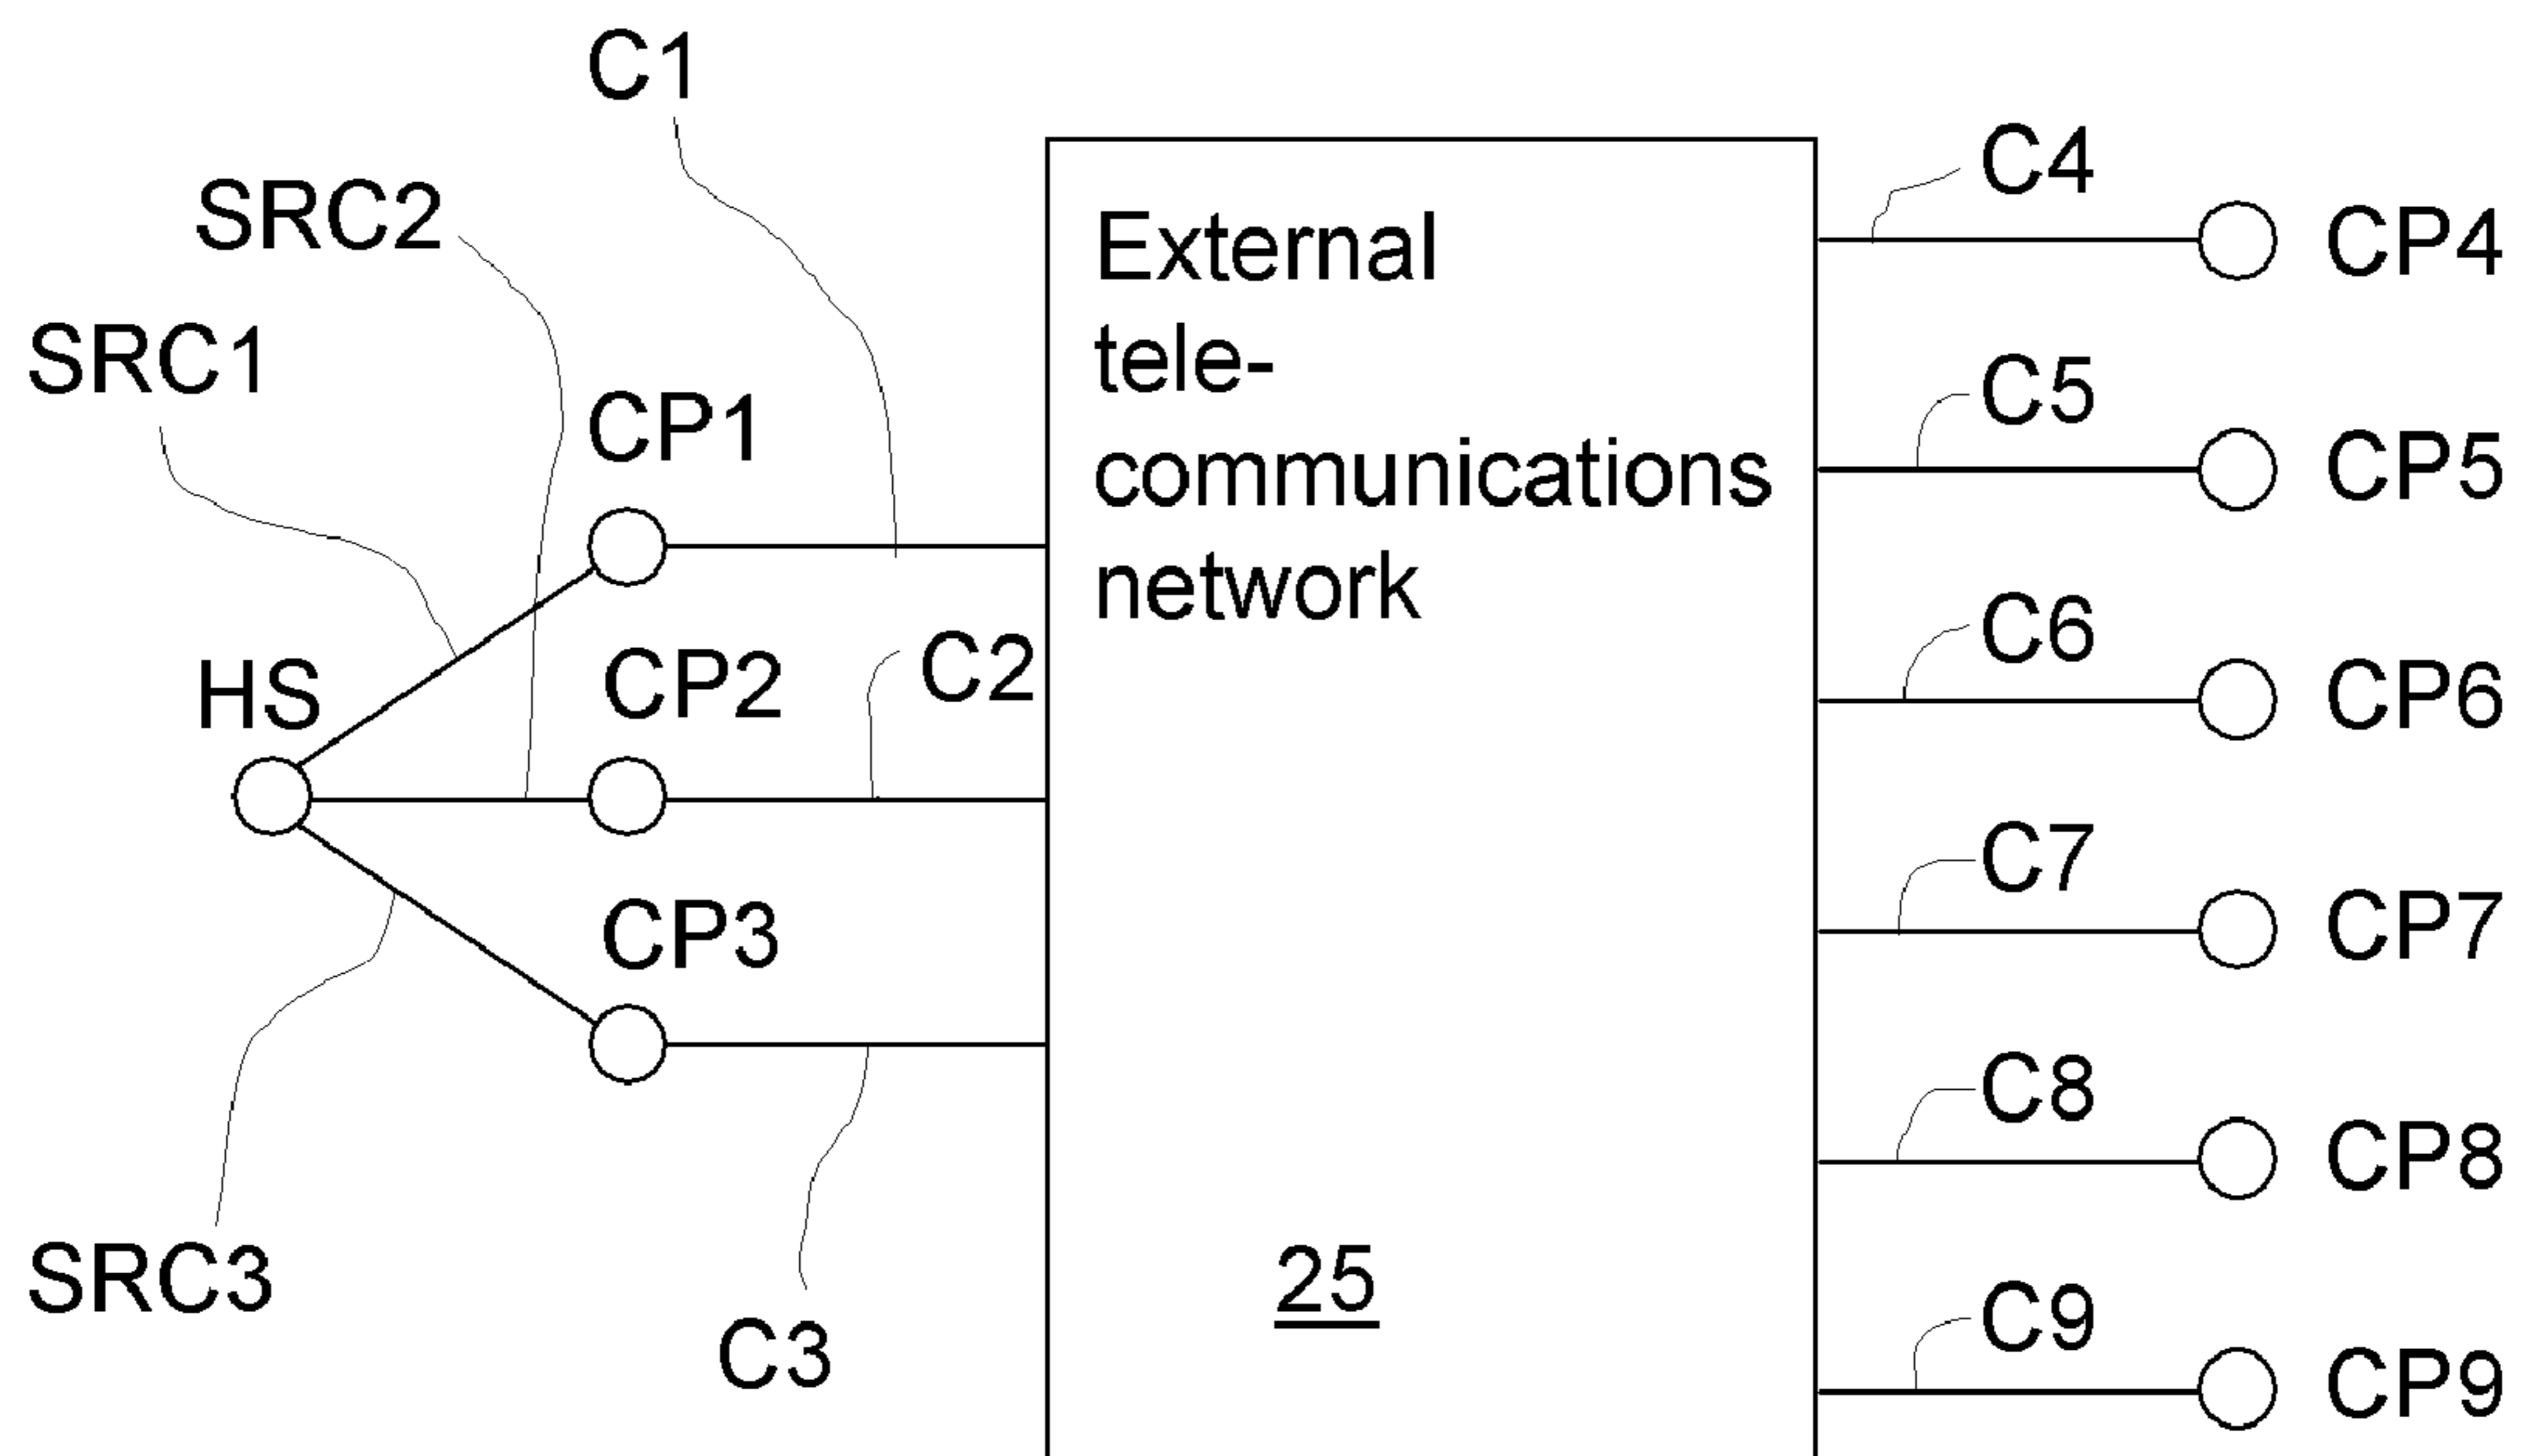 C1
SRC2
SRC1
CP1
HS
CP2
C2
CP3
SRC3
C3
External
tele-
communications
network
25
C4
CP4
C5
CP5
C6
CP6
C7
CP7
C8
CP8
C9
CP9